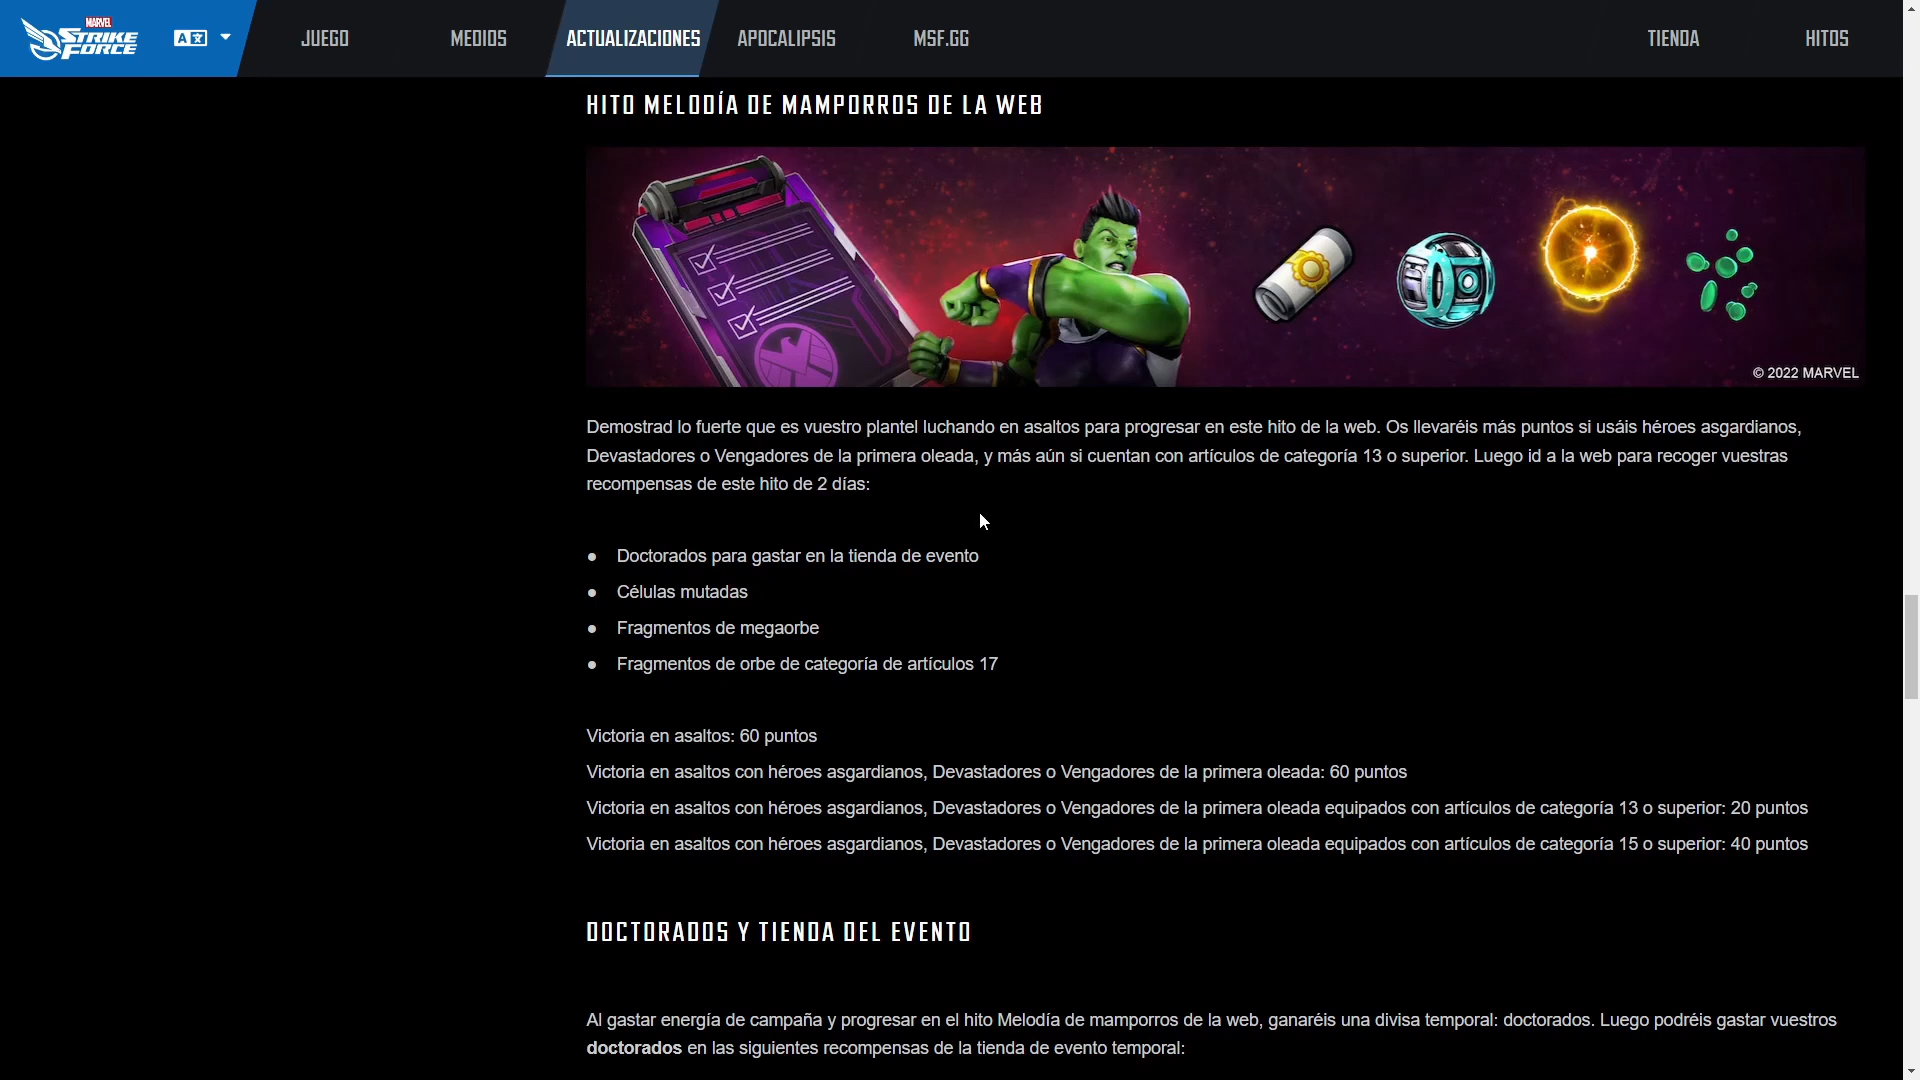 MARVEL
STRIKE
FORCE
A文
JUEGO
MEDIOS
ACTUALIZACIONES
APOCALIPSIS
MSF.GG
TIENDA
HITOS
HITO MELODÍA DE MAMPORROS DE LA WEB
© 2022 MARVEL
Demostrad lo fuerte que es vuestro plantel luchando en asaltos para progresar en este hito de la web. Os llevaréis más puntos si usáis héroes asgardianos,
Devastadores o Vengadores de la primera oleada, y más aún si cuentan con artículos de categoría 13 o superior. Luego id a la web para recoger vuestras
recompensas de este hito de 2 días:
● Doctorados para gastar en la tienda de evento
● Células mutadas
● Fragmentos de megaorbe
● Fragmentos de orbe de categoría de artículos 17
Victoria en asaltos: 60 puntos
Victoria en asaltos con héroes asgardianos, Devastadores o Vengadores de la primera oleada: 60 puntos
Victoria en asaltos con héroes asgardianos, Devastadores o Vengadores de la primera oleada equipados con artículos de categoría 13 o superior: 20 puntos
Victoria en asaltos con héroes asgardianos, Devastadores o Vengadores de la primera oleada equipados con artículos de categoría 15 o superior: 40 puntos
DOCTORADOS Y TIENDA DEL EVENTO
Al gastar energía de campaña y progresar en el hito Melodía de mamporros de la web, ganaréis una divisa temporal: doctorados. Luego podréis gastar vuestros
doctorados en las siguientes recompensas de la tienda de evento temporal: